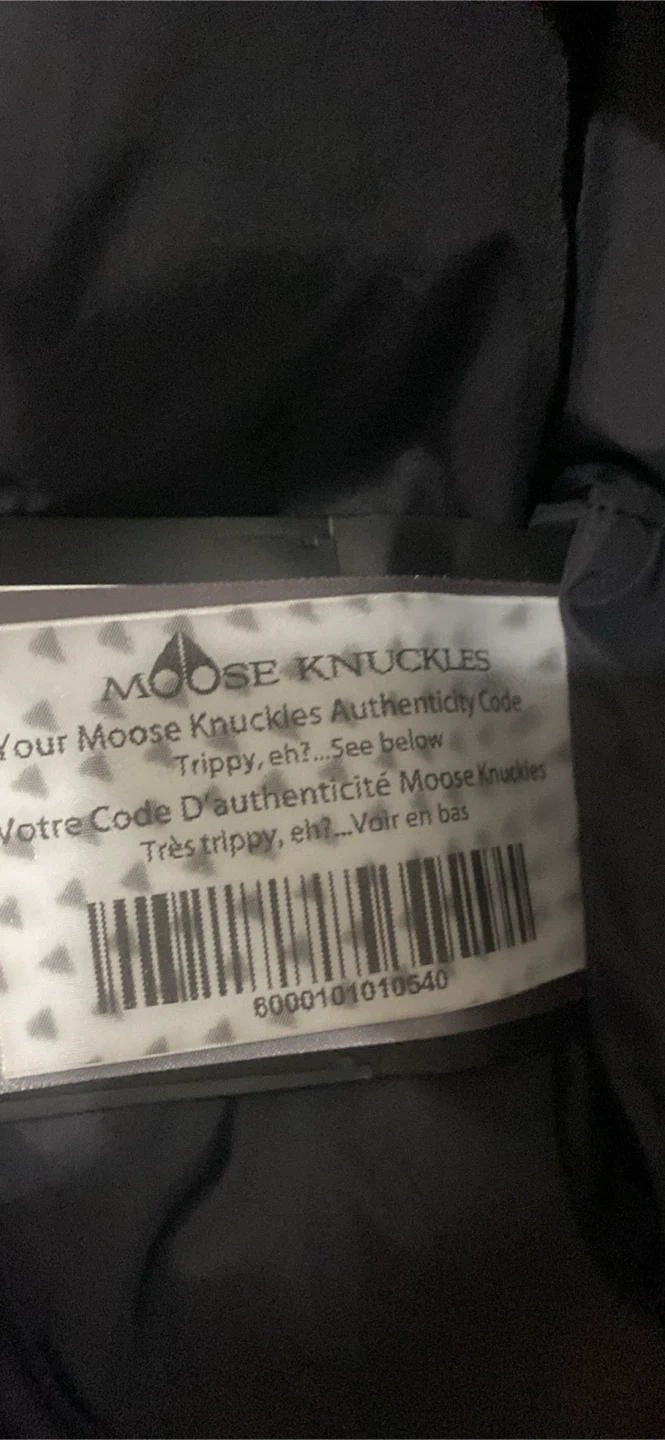 MOOSE KNUCKLES
Your Moose Knuckles Authenticity Code
Trippy, eh?...See below
Votre Code D'authenticité Moose Knuckles
Très trippy, eh?...Voir en bas
6000101010540